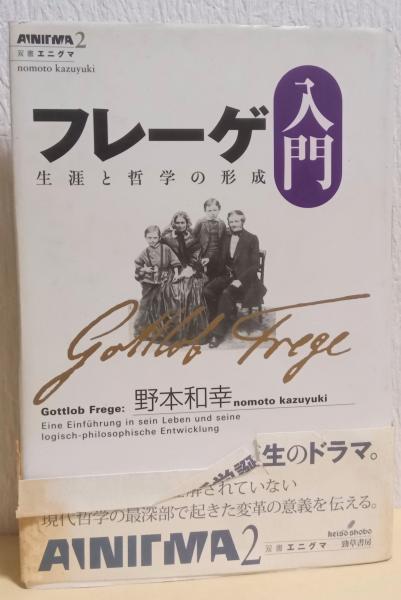 AINIΓMA 2
双書エニグマ
nomoto kazuyuki
フレーゲ入門
生涯と哲学の形成
Gottlob Frege
Gottlob Frege: 野本和幸 nomoto kazuyuki
Eine Einführung in sein Leben und seine
logisch-philosophische Entwicklung
生のドラマ。
されていない
現代哲学の最深部で起きた変革の意義を伝える。
AINIΓMA 2 双書エニグマ
keiso shobo
勁草書房